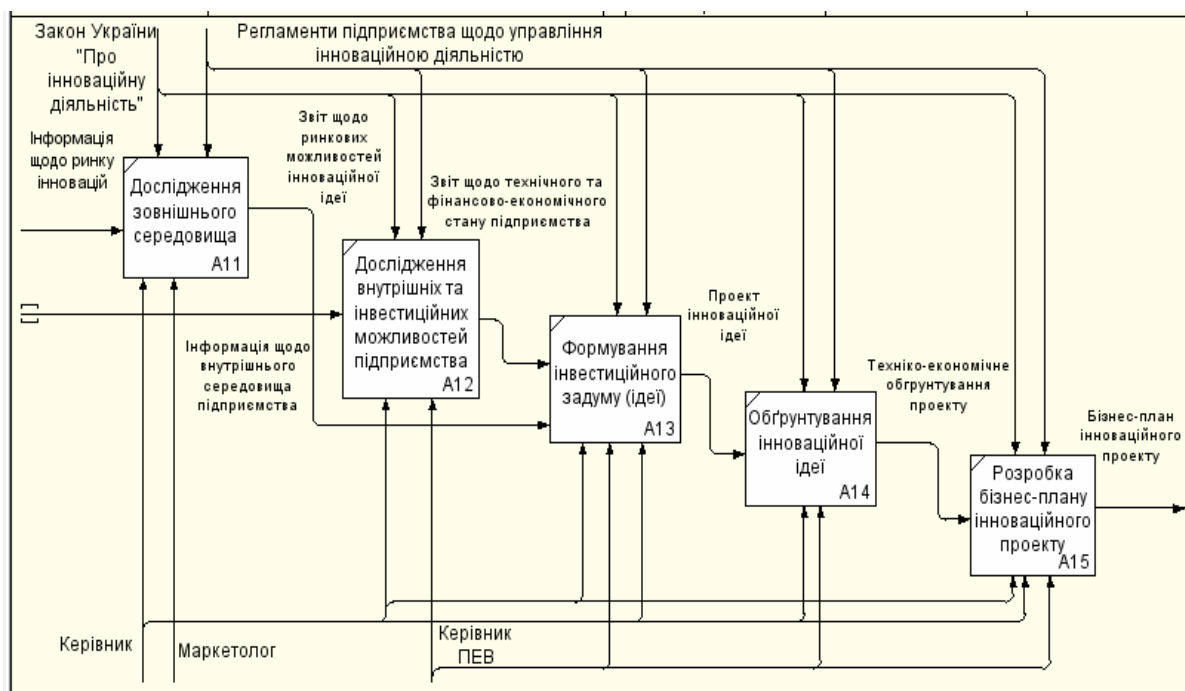 Закон України
"Про
інноваційну
діяльність"
Регламенти підприємства щодо управління
інноваційною діяльністю
Інформація
щодо ринку
інновацій
Дослідження
зовнішнього
середовища
A11
Звіт щодо
ринкових
можливостей
інноваційної
ідеї
Звіт щодо технічного та
фінансово-економічного
стану підприємства
Дослідження
внутрішніх та
інвестиційних
можливостей
підприємства
A12
Інформація щодо
внутрішнього
середовища
підприємства
Формування
інвестиційного
задуму (ідеї)
A13
Проект
інноваційної
ідеї
Обґрунтування
інноваційної
ідеї
A14
Техніко-економічне
обгрунтування
проекту
Розробка
бізнес-плану
інноваційного
проекту
A15
Бізнес-план
інноваційного
проекту
Керівник
Маркетолог
Керівник
ПЕВ